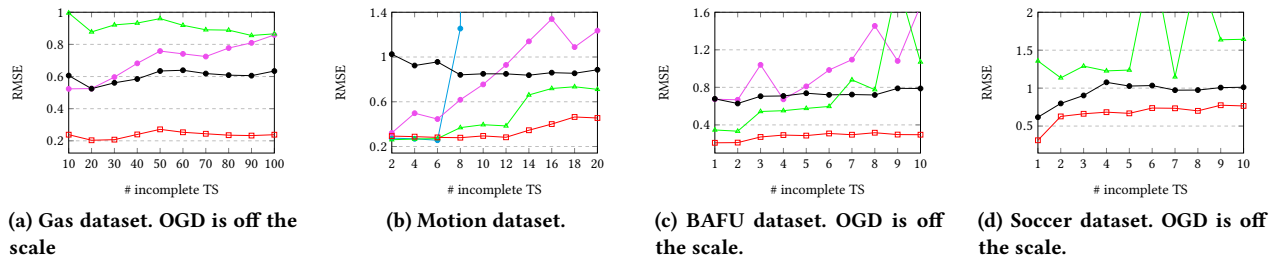 1
0.8
0.6
0.4
0.2
RMSE
10 20 30 40 50 60 70 80 90 100
# incomplete TS
(a) Gas dataset. OGD is off the
scale
1.4
1
0.6
0.2
RMSE
2 4 6 8 10 12 14 16 18 20
# incomplete TS
(b) Motion dataset.
1.6
1.2
0.8
0.4
RMSE
1 2 3 4 5 6 7 8 9 10
# incomplete TS
(c) BAFU dataset. OGD is off
the scale.
2
1.5
1
0.5
RMSE
1 2 3 4 5 6 7 8 9 10
# incomplete TS
(d) Soccer dataset. OGD is off
the scale.